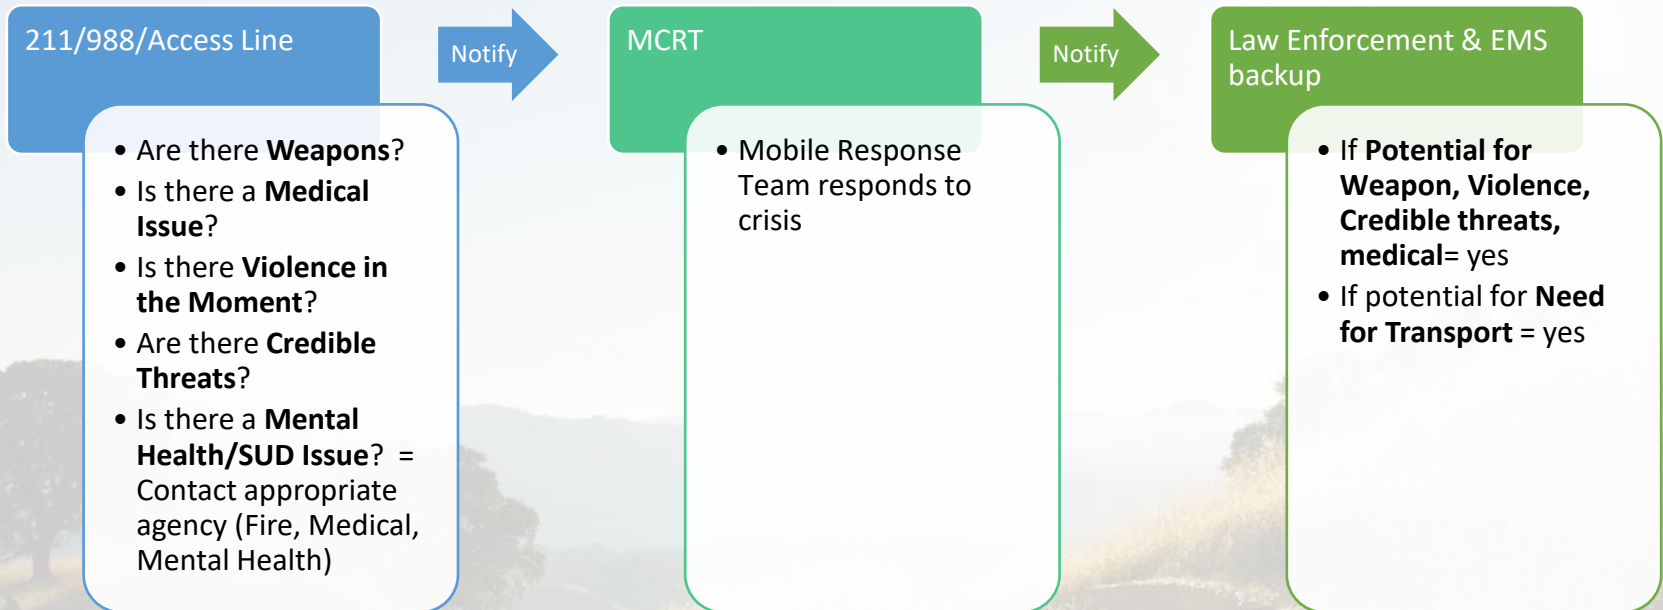 211/988/Access Line
Notify
MCRT
Notify
Law Enforcement & EMS
backup
• Are there Weapons?
• Is there a Medical
Issue?
• Is there Violence in
the Moment?
• Are there Credible
Threats?
• Is there a Mental
Health/SUD Issue? =
Contact appropriate
agency (Fire, Medical,
Mental Health)
• Mobile Response
Team responds to
crisis
• If Potential for
Weapon, Violence,
Credible threats,
medical= yes
• If potential for Need
for Transport = yes